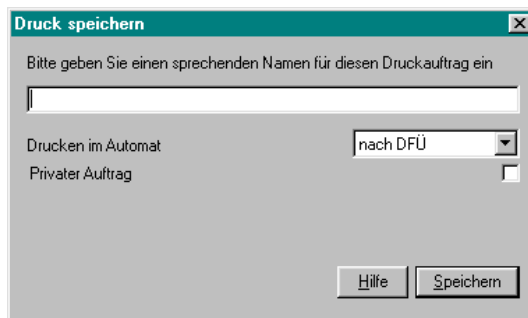 Druck speichern
Bitte geben Sie einen sprechenden Namen für diesen Druckauftrag ein
Drucken im Automat
nach DFÜ
Privater Auftrag
Hilfe
Speichern